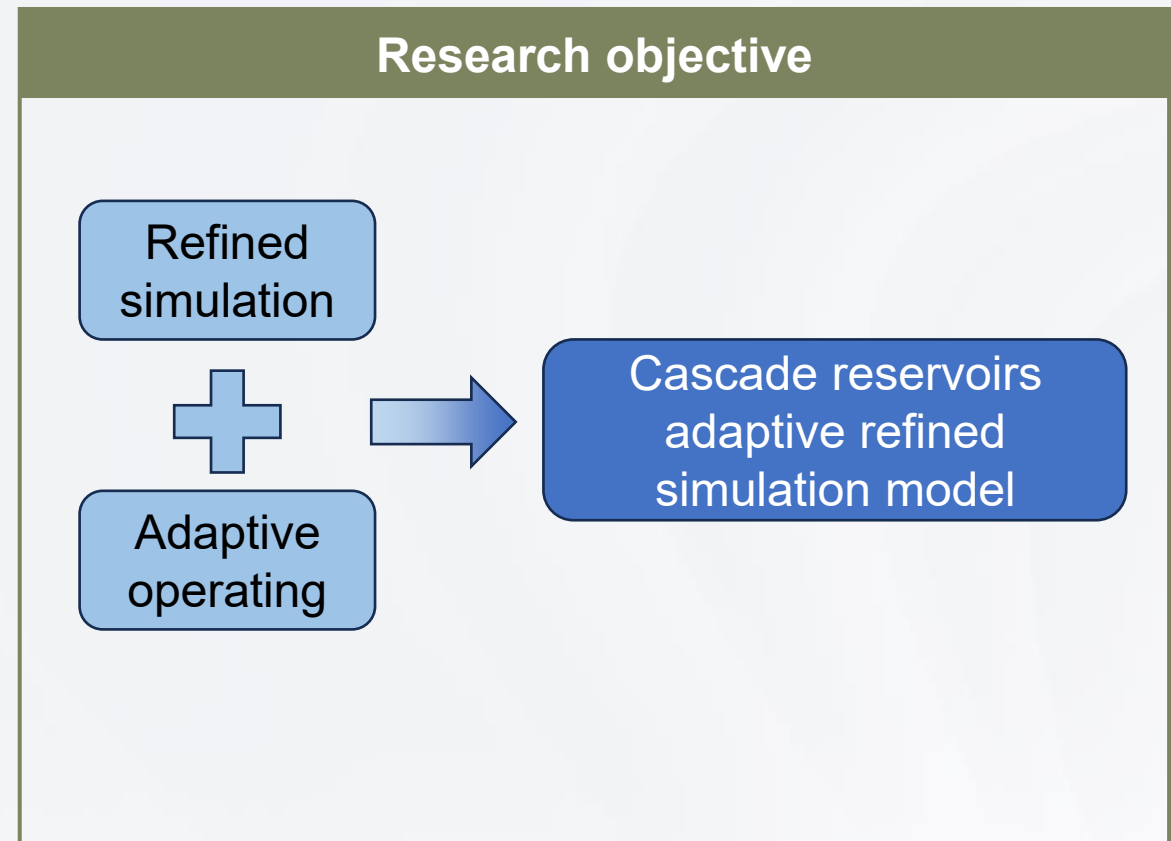 Research objective
Refined
simulation
Adaptive
operating
Cascade reservoirs
adaptive refined
simulation model